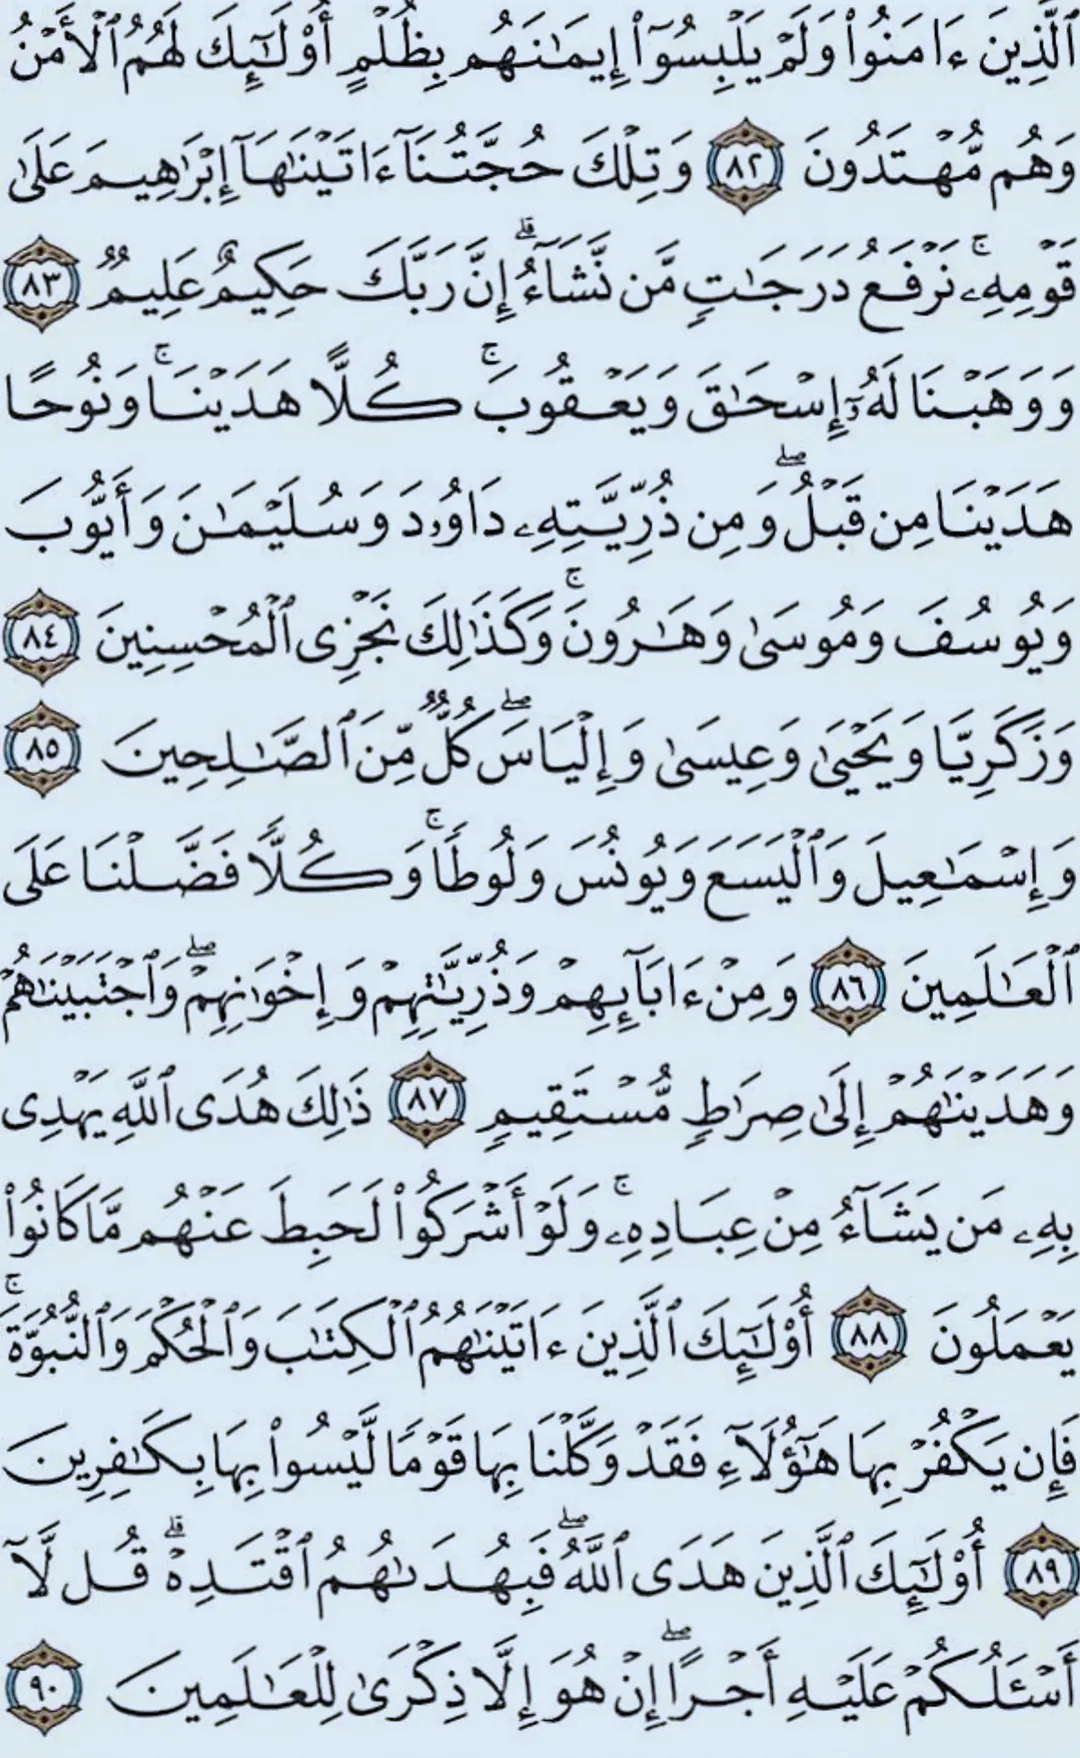 ٱلَّذِينَ ءَامَنُواْ وَلَمْ يَلْبِسُوٓاْ إِيمَـٰنَهُم بِظُلْمٍ أُوْلَـٰٓئِكَ لَهُمُ ٱلْأَمْنُ
وَهُم مُّهْتَدُونَ ٨٢ وَتِلْكَ حُجَّتُنَآ ءَاتَيْنَـٰهَآ إِبْرَٰهِيمَ عَلَىٰ
قَوْمِهِۦ ۚ نَرْفَعُ دَرَجَـٰتٍ مَّن نَّشَآءُ ۗ إِنَّ رَبَّكَ حَكِيمٌ عَلِيمٌ ٨٣
وَوَهَبْنَا لَهُۥٓ إِسْحَـٰقَ وَيَعْقُوبَ ۚ كُلًّا هَدَيْنَا ۚ وَنُوحًا
هَدَيْنَا مِن قَبْلُ ۖ وَمِن ذُرِّيَّتِهِۦ دَاوُۥدَ وَسُلَيْمَـٰنَ وَأَيُّوبَ
وَيُوسُفَ وَمُوسَىٰ وَهَـٰرُونَ ۚ وَكَذَٰلِكَ نَجْزِى ٱلْمُحْسِنِينَ ٨٤
وَزَكَرِيَّا وَيَحْيَىٰ وَعِيسَىٰ وَإِلْيَاسَ ۖ كُلٌّ مِّنَ ٱلصَّـٰلِحِينَ ٨٥
وَإِسْمَـٰعِيلَ وَٱلْيَسَعَ وَيُونُسَ وَلُوطًا ۚ وَكُلًّا فَضَّلْنَا عَلَى
ٱلْعَـٰلَمِينَ ٨٦ وَمِنْ ءَابَآئِهِمْ وَذُرِّيَّـٰتِهِمْ وَإِخْوَٰنِهِمْ ۖ وَٱجْتَبَيْنَـٰهُمْ
وَهَدَيْنَـٰهُمْ إِلَىٰ صِرَٰطٍ مُّسْتَقِيمٍ ٨٧ ذَٰلِكَ هُدَى ٱللَّهِ يَهْدِى
بِهِۦ مَن يَشَآءُ مِنْ عِبَادِهِۦ ۚ وَلَوْ أَشْرَكُواْ لَحَبِطَ عَنْهُم مَّا كَانُواْ
يَعْمَلُونَ ٨٨ أُوْلَـٰٓئِكَ ٱلَّذِينَ ءَاتَيْنَـٰهُمُ ٱلْكِتَـٰبَ وَٱلْحُكْمَ وَٱلنُّبُوَّةَ ۚ
فَإِن يَكْفُرْ بِهَا هَـٰٓؤُلَآءِ فَقَدْ وَكَّلْنَا بِهَا قَوْمًا لَّيْسُواْ بِهَا بِكَـٰفِرِينَ
٨٩ أُوْلَـٰٓئِكَ ٱلَّذِينَ هَدَى ٱللَّهُ ۖ فَبِهُدَىٰهُمُ ٱقْتَدِهْ ۗ قُل لَّآ
أَسْـَٔلُكُمْ عَلَيْهِ أَجْرًا ۖ إِنْ هُوَ إِلَّا ذِكْرَىٰ لِلْعَـٰلَمِينَ ٩٠